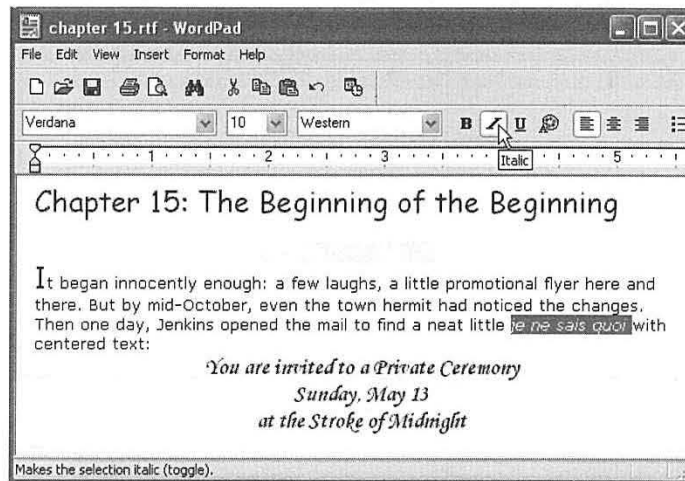 chapter 15.rtf - WordPad
File Edit View Insert Format Help
Verdana 10 Western B I U
1 2 3 5
Italic
Chapter 15: The Beginning of the Beginning
It began innocently enough: a few laughs, a little promotional flyer here and
there. But by mid-October, even the town hermit had noticed the changes.
Then one day, Jenkins opened the mail to find a neat little je ne sais quoi with
centered text:
You are invited to a Private Ceremony
Sunday, May 13
at the Stroke of Midnight
Makes the selection italic (toggle).